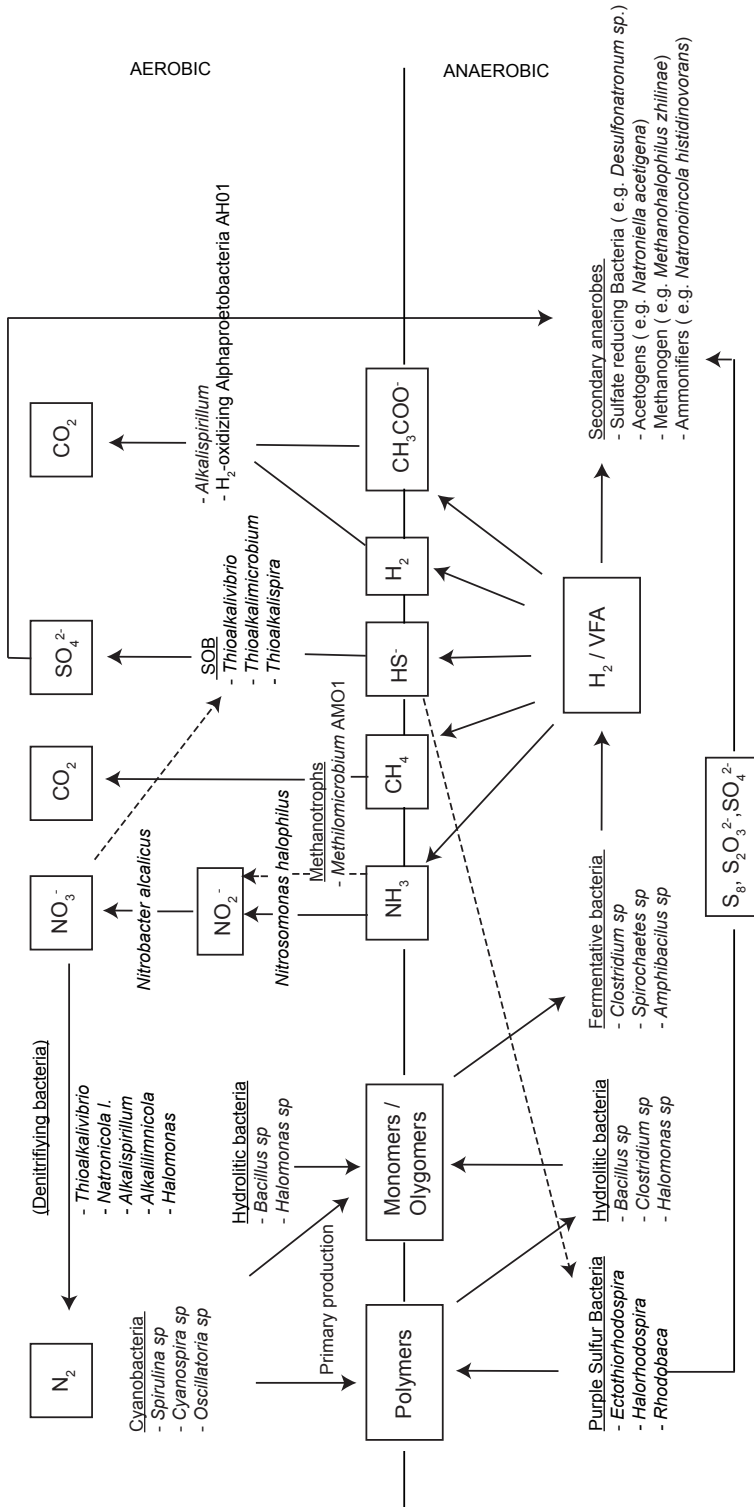 AEROBIC
ANAEROBIC
N2
(Denitrifiying bacteria)
- Thioalkalivibrio
- Natronicola l.
- Alkalispirillum
- Alkalilimnicola
- Halomonas
NO3-
CO2
SO42-
CO2
Cyanobacteria
- Spirulina sp
- Cyanospira sp
- Oscillatoria sp
Hydrolitic bacteria
- Bacillus sp
- Halomonas sp
Nitrobacter alcalicus
NO2-
Nitrosomonas halophilus
Methanotrophs
- Methilomicrobium AMO1
SOB
- Thioalkalivibrio
- Thioalkalimicrobium
- Thioalkalispira
- Alkalispirillum
- H2-oxidizing Alphaproetobacteria AH01
Primary production
Polymers
Monomers /
Olygomers
NH3
CH4
HS-
H2
CH3COO-
Purple Sulfur Bacteria
- Ectothiorhodospira
- Halorhodospira
- Rhodobaca
Hydrolitic bacteria
- Bacillus sp
- Clostridium sp
- Halomonas sp
Fermentative bacteria
- Clostridium sp
- Spirochaetes sp
- Amphibacilus sp
H2 / VFA
Secondary anaerobes
- Sulfate reducing Bacteria ( e.g. Desulfonatronum sp.)
- Acetogens ( e.g. Natroniella acetigena)
- Methanogen ( e.g. Methanohalophilus zhilinae)
- Ammonifiers ( e.g. Natronoincola histidinovorans)
S8, S2O32-,SO42-